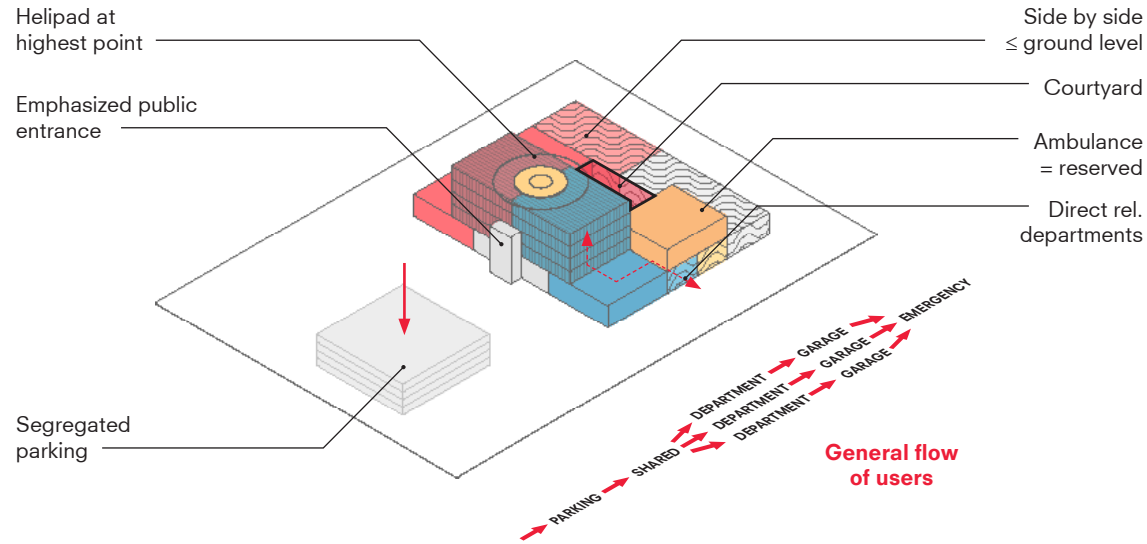 Helipad at
highest point
Emphasized public
entrance
Segregated
parking
Side by side
≤ ground level
Courtyard
Ambulance
= reserved
Direct rel.
departments
PARKING
SHARED
DEPARTMENT
DEPARTMENT
DEPARTMENT
GARAGE
GARAGE
GARAGE
EMERGENCY
General flow
of users